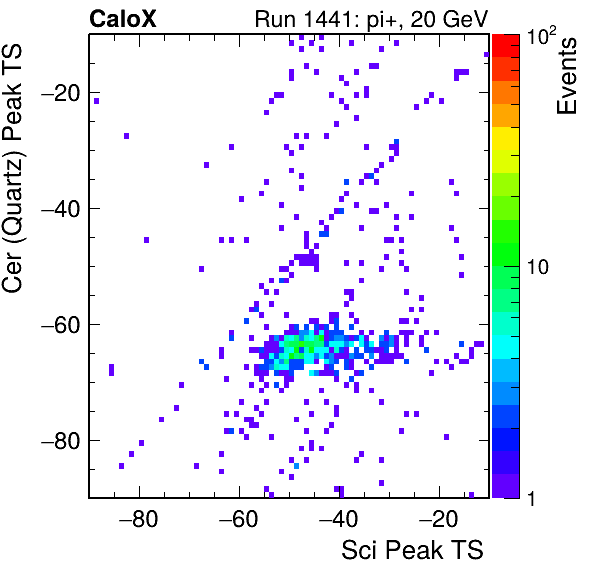 CaloX Run 1441: pi+, 20 GeV
Cer (Quartz) Peak TS
−20
−40
−60
−80
−80 −60 −40 −20
Sci Peak TS
10²
10
1
Events